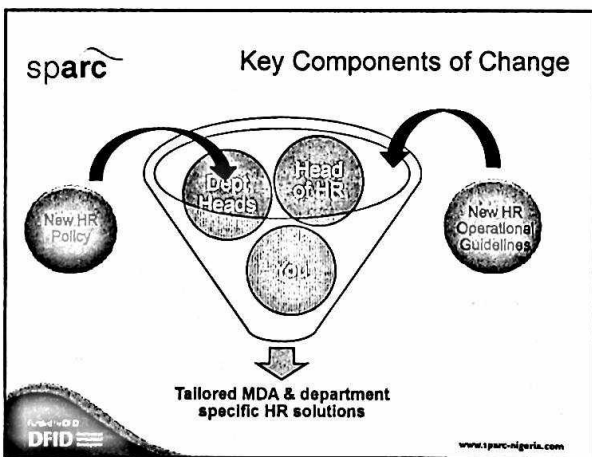 sparc
Key Components of Change
Dept
Heads
Head
of HR
New HR
Policy
New HR
Operational
Guidelines
You
Tailored MDA & department
specific HR solutions
DFID
www.sparc-nigeria.com